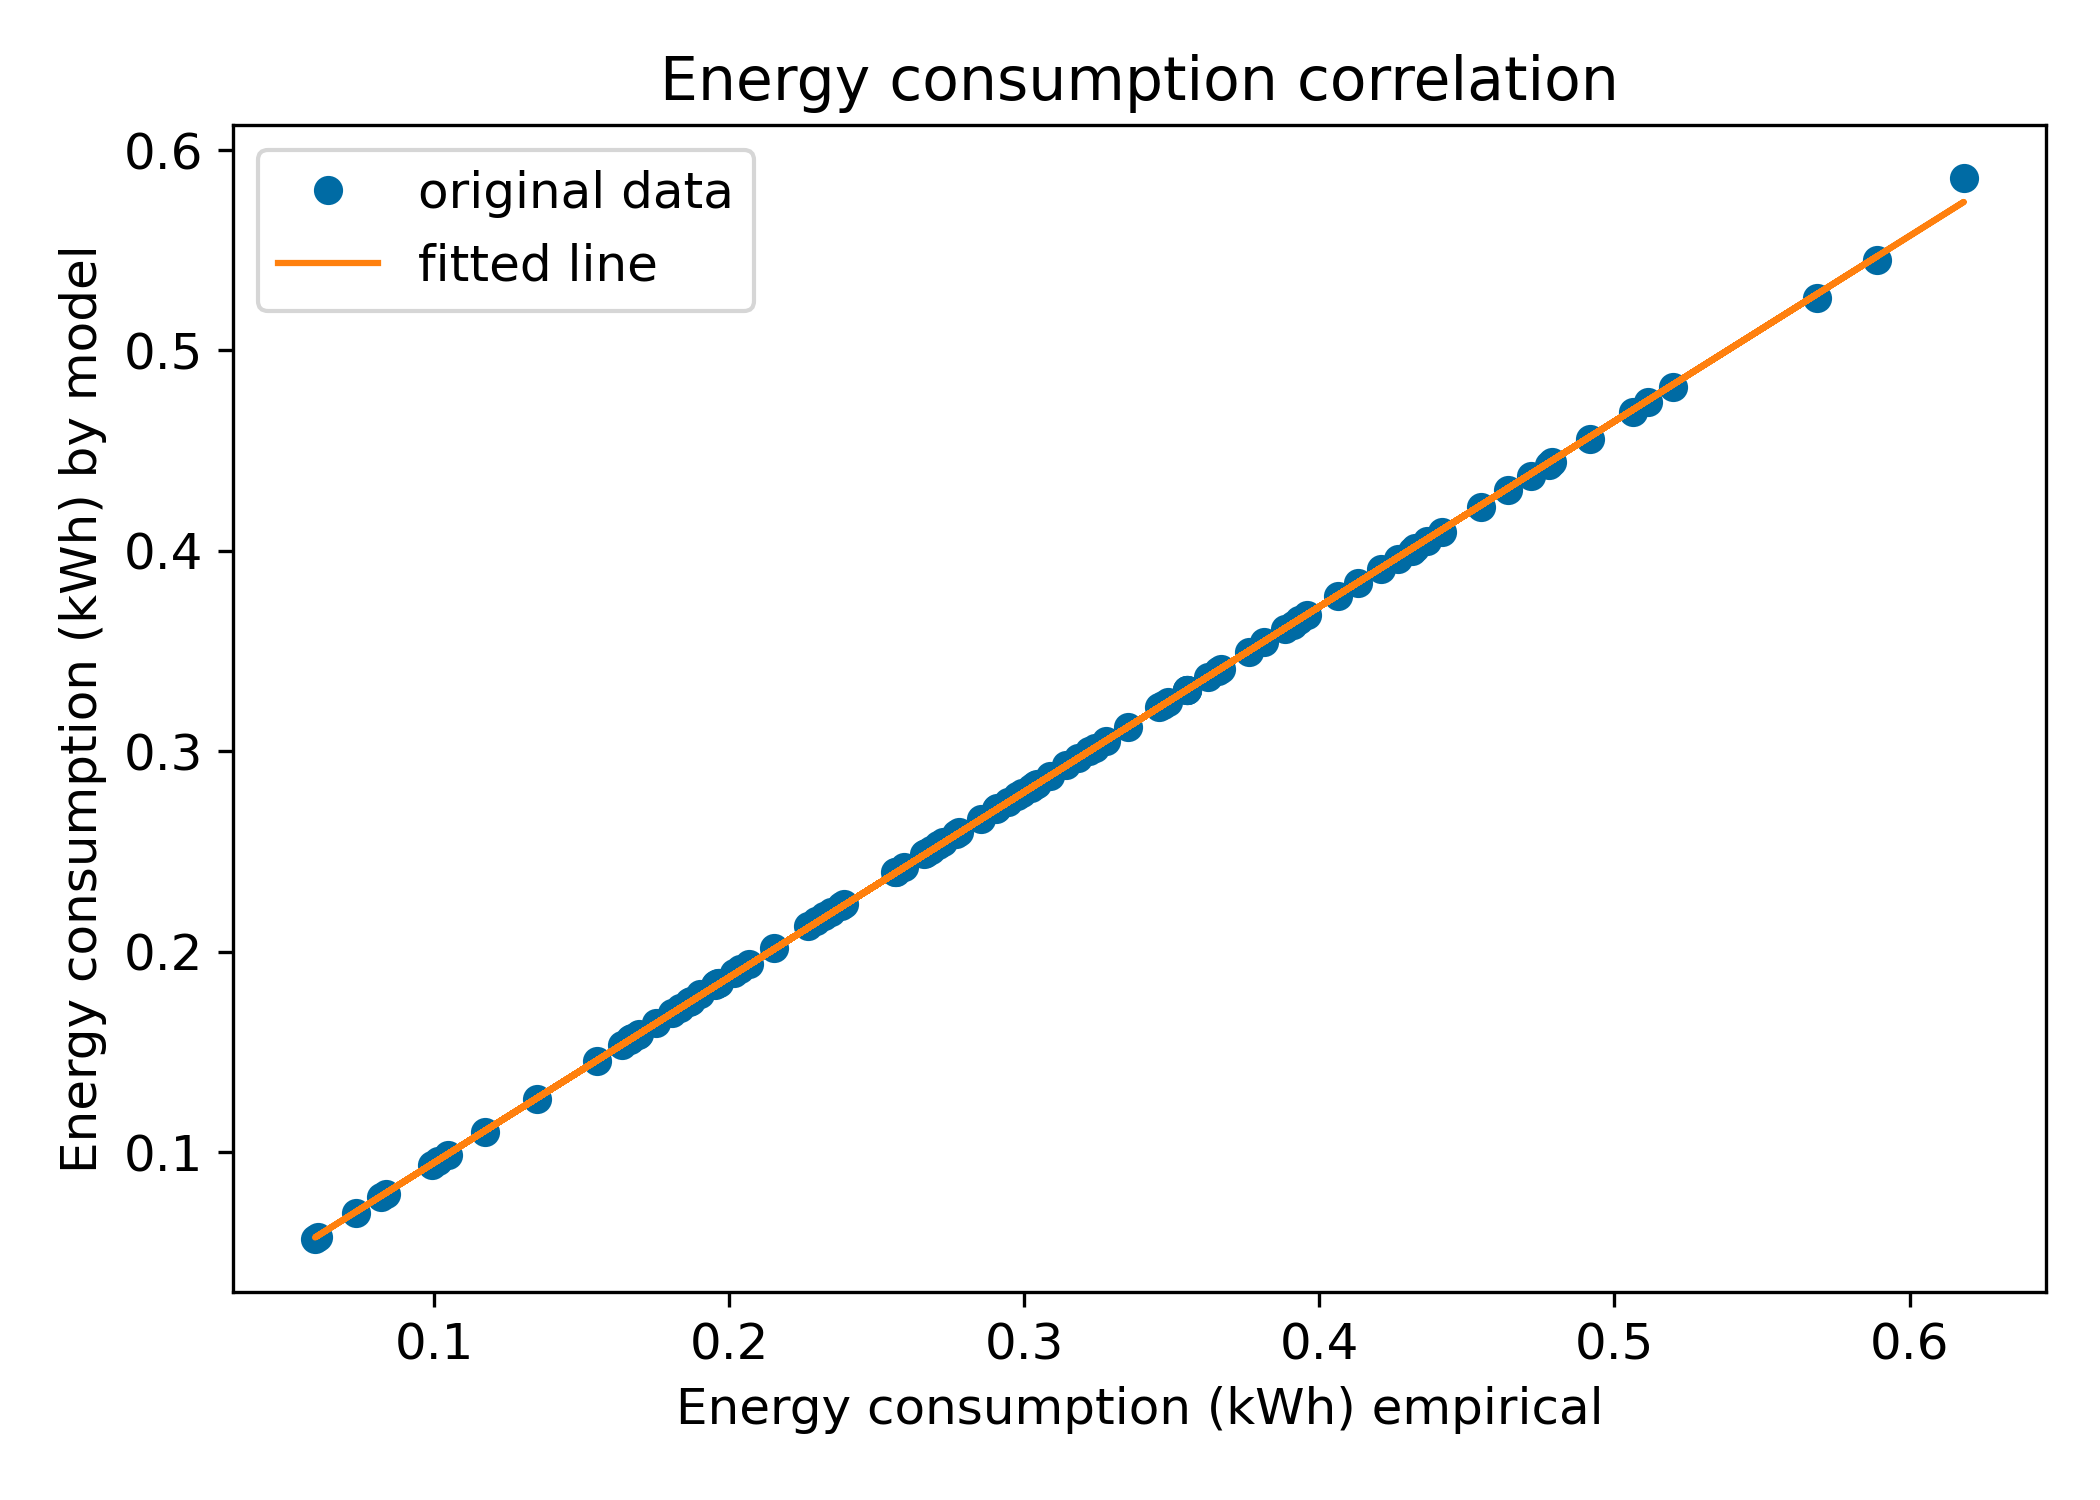 Energy consumption correlation
original data
fitted line
Energy consumption (kWh) by model
0.6
0.5
0.4
0.3
0.2
0.1
0.1 0.2 0.3 0.4 0.5 0.6
Energy consumption (kWh) empirical